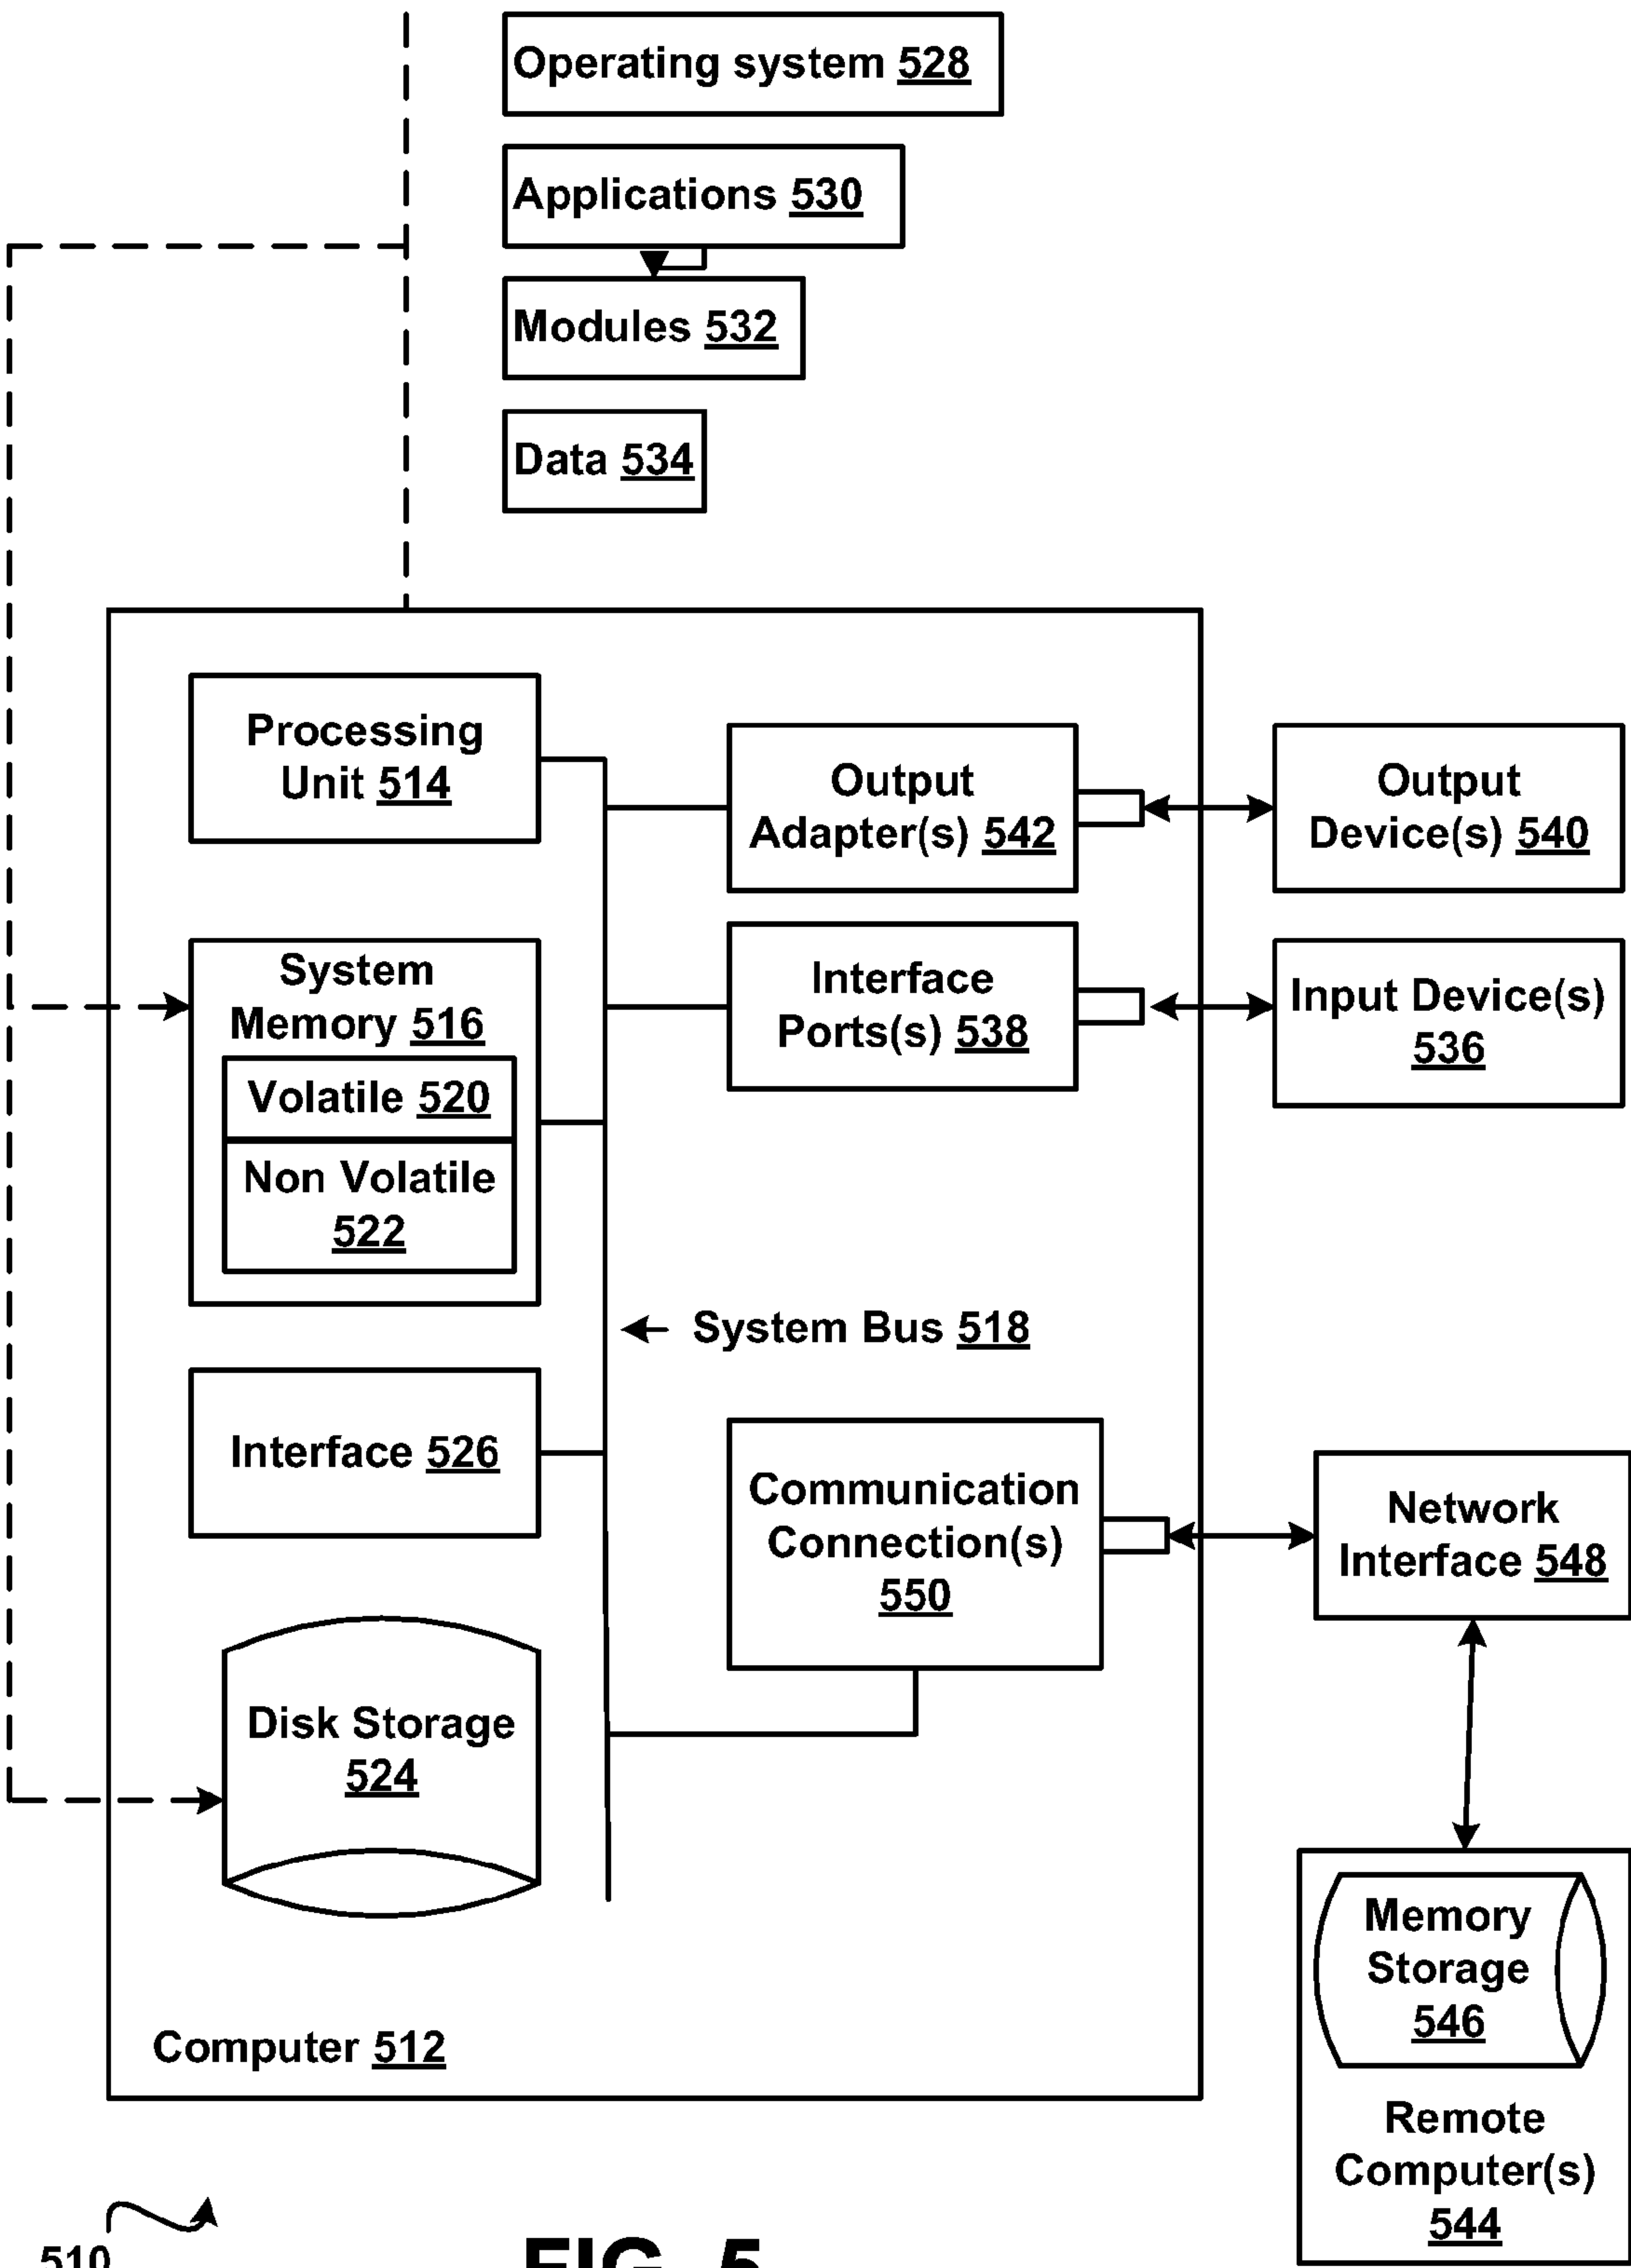 Operating system 528
Applications 530
Modules 532
Data 534
Processing
Unit 514
Output
Adapter(s) 542
Output
Device(s) 540
System
Memory 516
Volatile 520
Non Volatile
522
Interface
Ports(s) 538
Input Device(s)
536
System Bus 518
Interface 526
Communication
Connection(s)
550
Network
Interface 548
Disk Storage
524
Memory
Storage
546
Remote
Computer(s)
544
Computer 512
510
FIG. 5